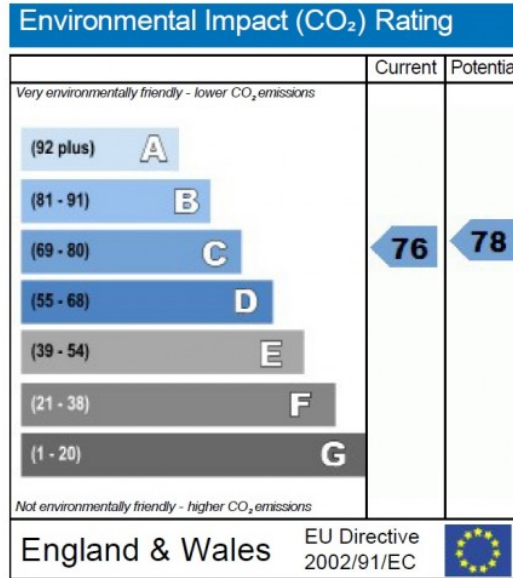 Environmental Impact (CO₂) Rating
Current Potentia
Very environmentally friendly - lower CO₂ emissions
(92 plus) A
(81 - 91) B
(69 - 80) C
76 78
(55 - 68) D
(39 - 54) E
(21 - 38) F
(1 - 20) G
Not environmentally friendly - higher CO₂ emissions
England & Wales
EU Directive
2002/91/EC